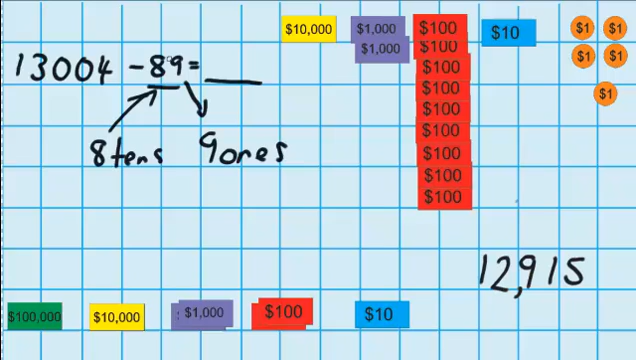 $10,000 $1,000 $100 $10 $1 $1
$1,000 $100 $1 $1
13004 - 89 = ___ $100
$100 $1
$100
$100
8 tens 9 ones $100
$100
$100
12,915
$100,000 $10,000 $1,000 $100 $10